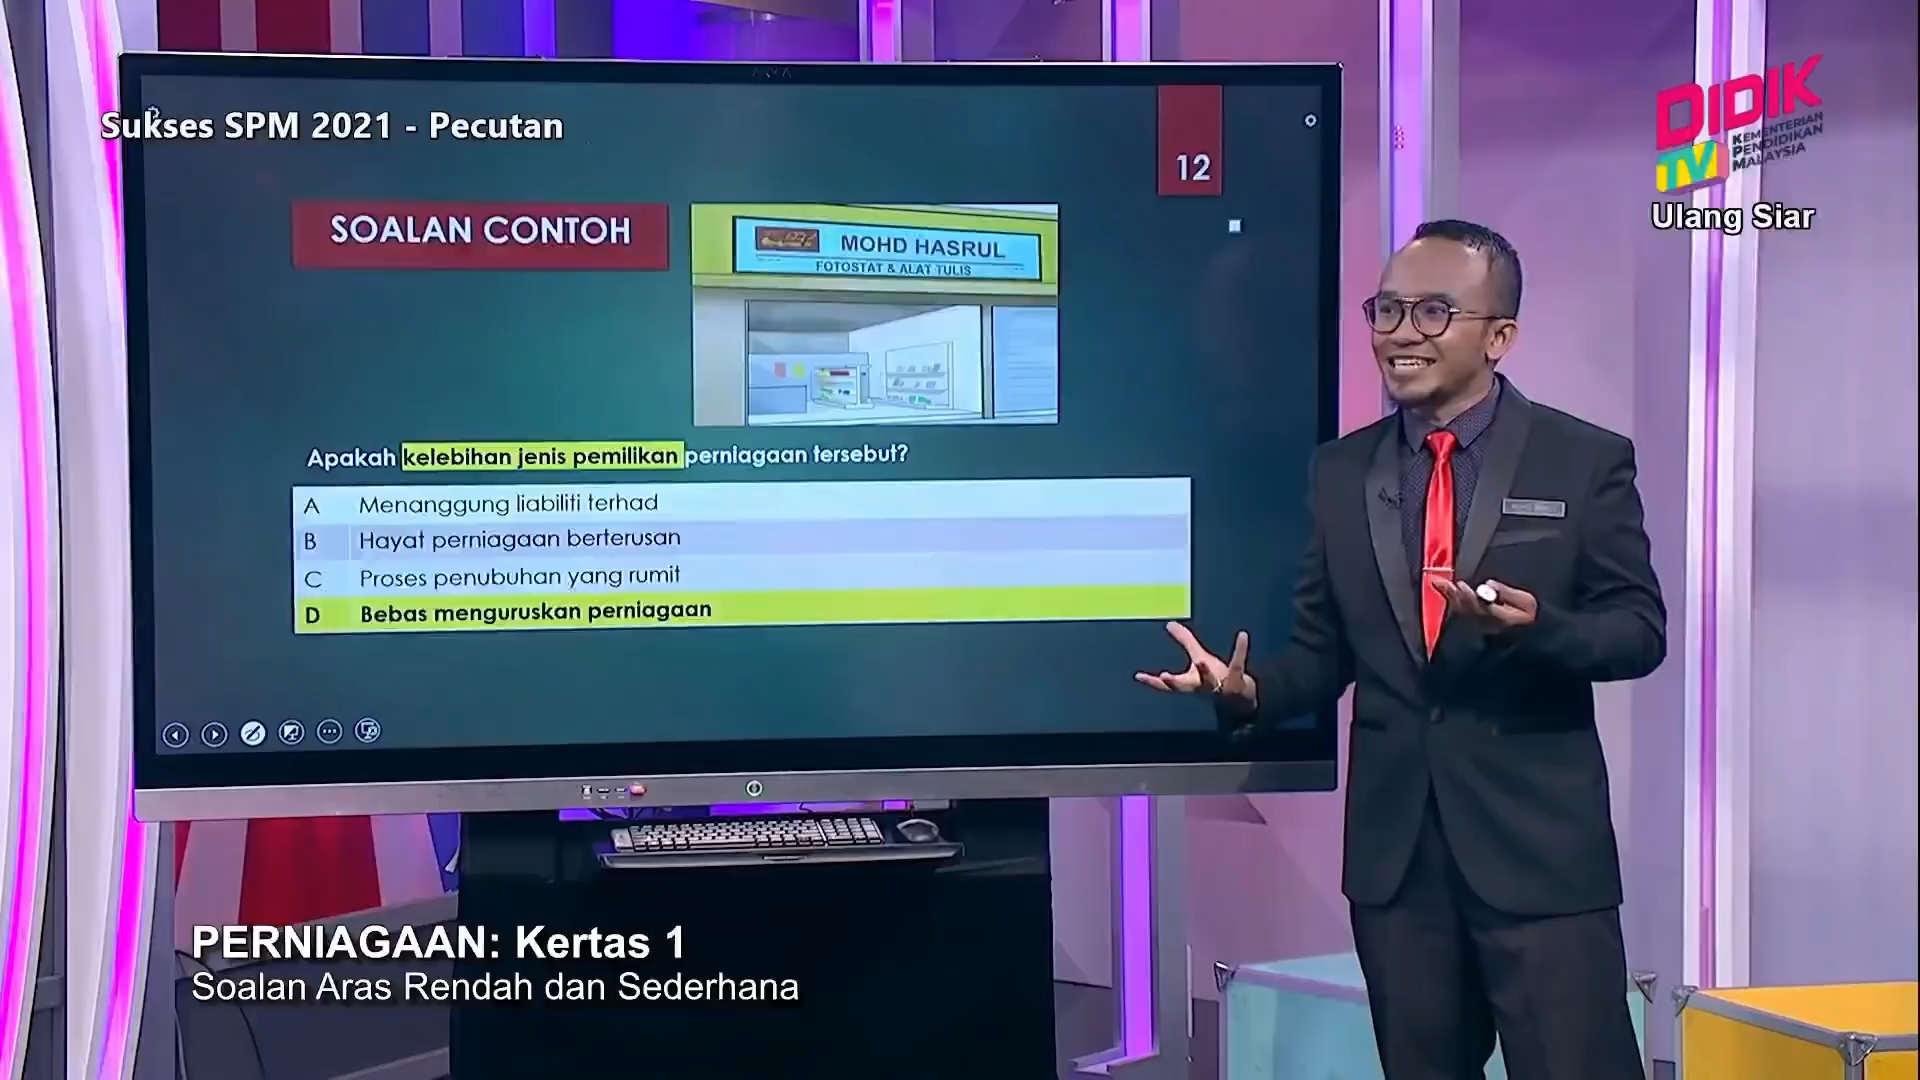 Sukses SPM 2021 - Pecutan
DIDIK
TV
KEMENTERIAN
PENDIDIKAN
MALAYSIA
Ulang Siar
12
SOALAN CONTOH
MOHD HASRUL
FOTOSTAT & ALAT TULIS
Apakah kelebihan jenis pemilikan perniagaan tersebut?
A Menanggung liabiliti terhad
B Hayat perniagaan berterusan
C Proses penubuhan yang rumit
D Bebas menguruskan perniagaan
PERNIAGAAN: Kertas 1
Soalan Aras Rendah dan Sederhana